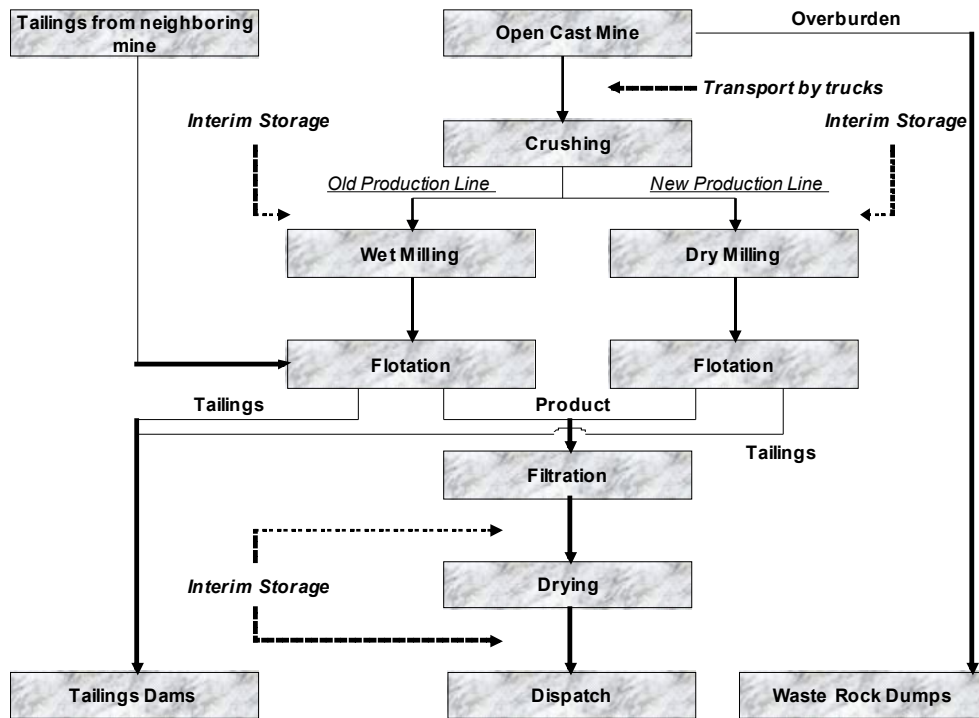 Tailings from neighboring
mine
Open Cast Mine
Overburden
Transport by trucks
Interim Storage
Interim Storage
Crushing
Old Production Line
New Production Line
Wet Milling
Dry Milling
Flotation
Flotation
Tailings
Product
Tailings
Filtration
Interim Storage
Drying
Tailings Dams
Dispatch
Waste Rock Dumps